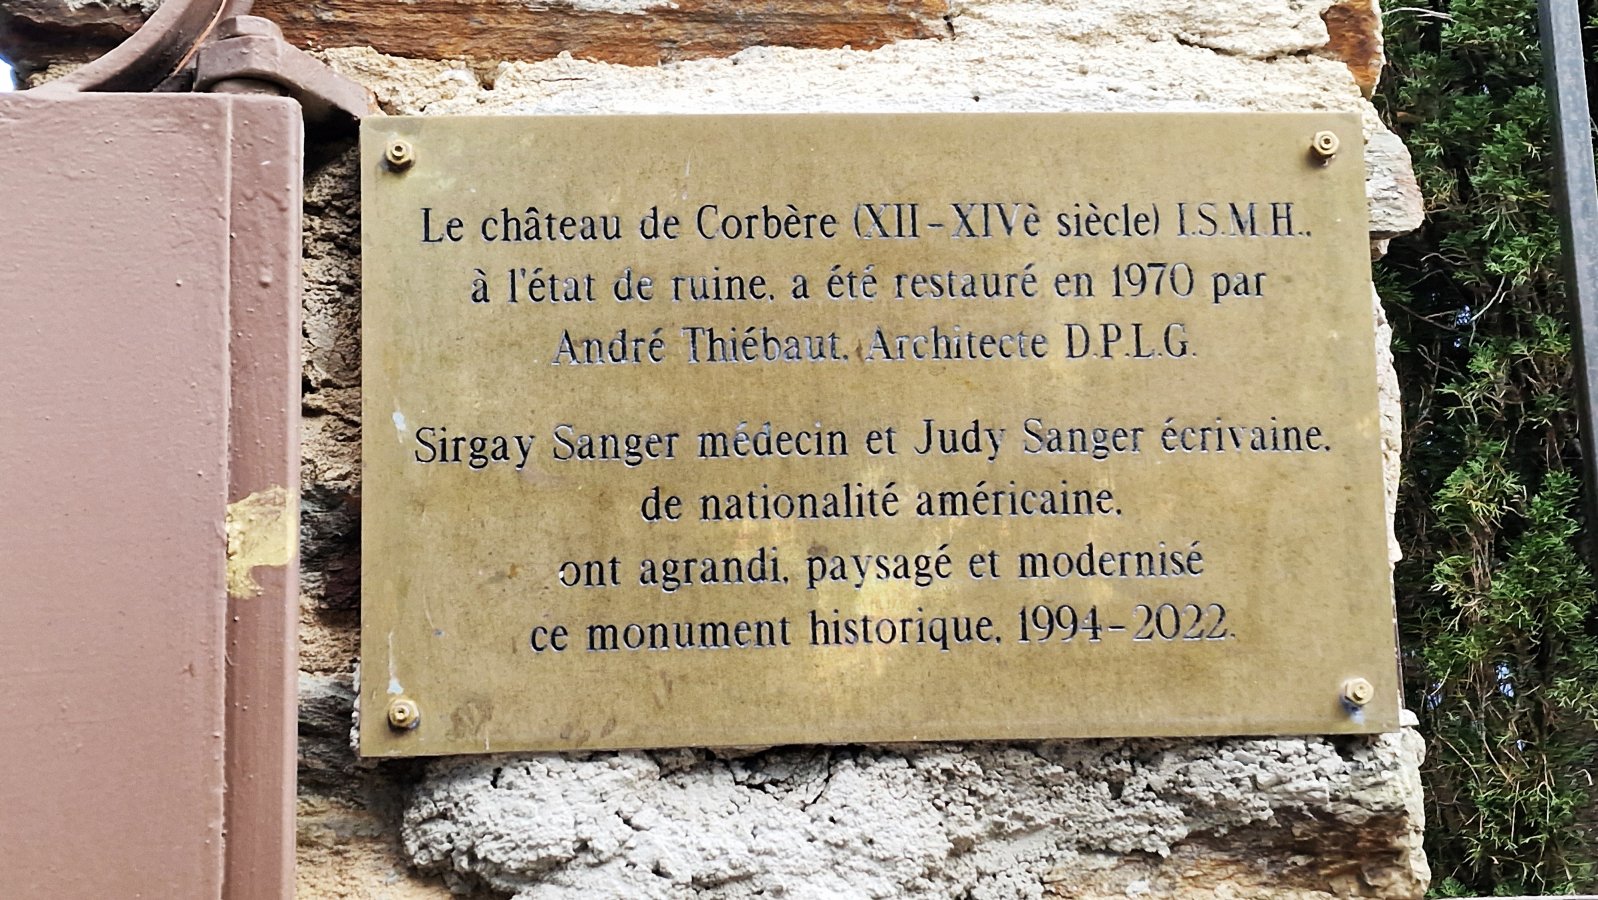 Le château de Corbère (XII-XIVè siècle) I.S.M.H.,
à l'état de ruine, a été restauré en 1970 par
André Thiébaut, Architecte D.P.L.G.
Sirgay Sanger médecin et Judy Sanger écrivaine,
de nationalité américaine,
ont agrandi, paysagé et modernisé
ce monument historique, 1994-2022.